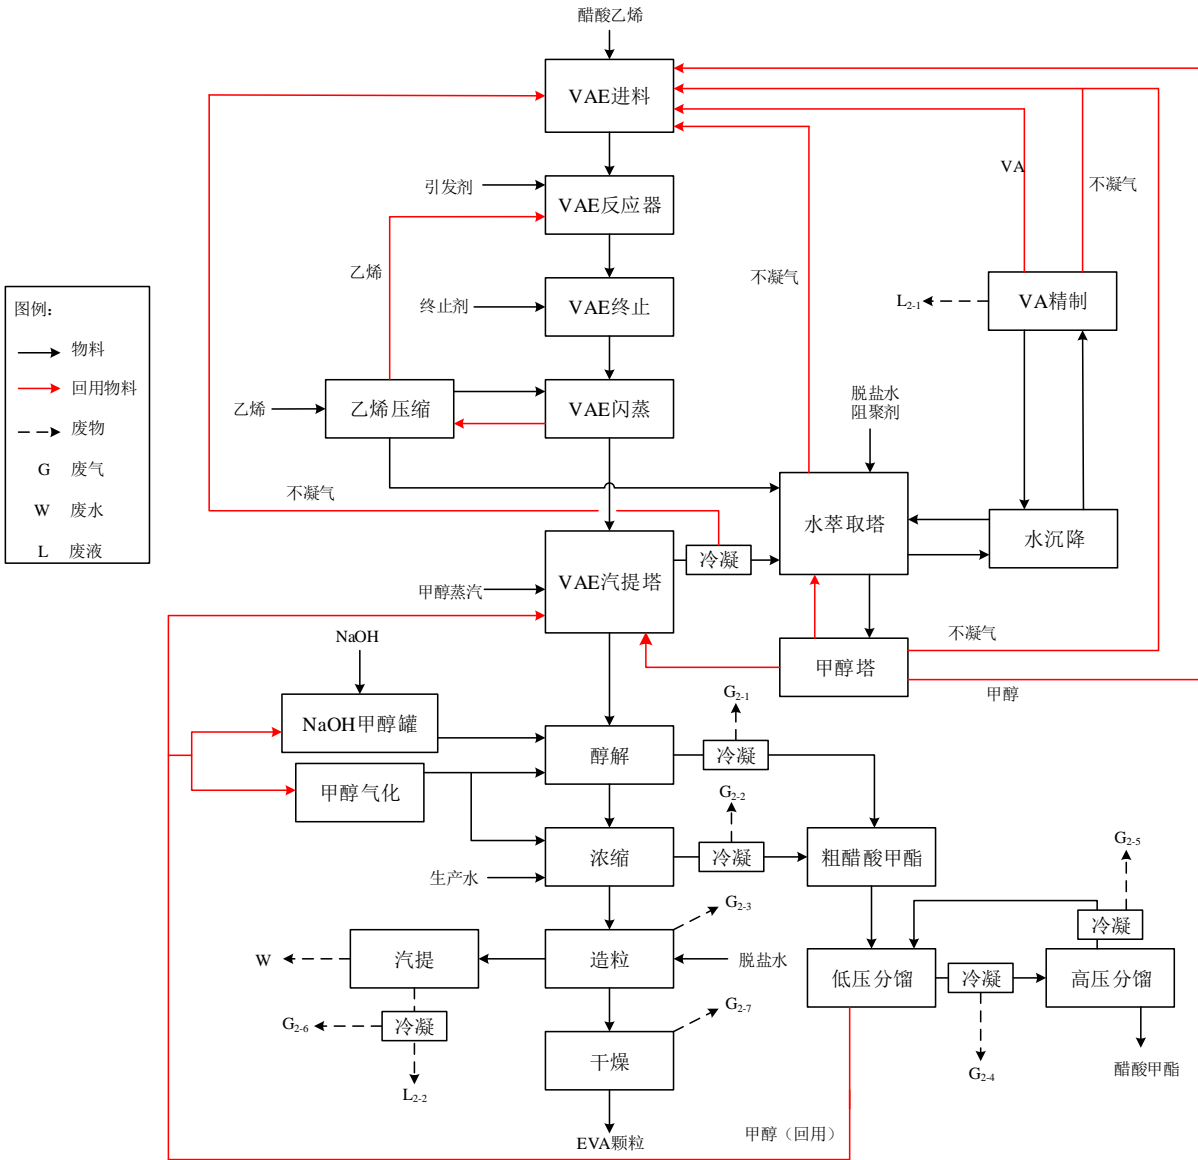 醋酸乙烯
VAE进料
VA
不凝气
引发剂
VAE反应器
乙烯
不凝气
终止剂
VAE终止
L2-1
VA精制
图例：
物料
回用物料
废物
G 废气
W 废水
L 废液
乙烯
乙烯压缩
VAE闪蒸
脱盐水
阻聚剂
不凝气
水萃取塔
水沉降
冷凝
甲醇蒸汽
VAE汽提塔
NaOH
不凝气
甲醇塔
甲醇
NaOH甲醇罐
G2-1
醇解
冷凝
甲醇气化
G2-2
浓缩
冷凝
粗醋酸甲酯
生产水
G2-5
G2-3
冷凝
W
汽提
造粒
脱盐水
低压分馏
冷凝
高压分馏
G2-6
冷凝
G2-7
干燥
G2-4
醋酸甲酯
L2-2
EVA颗粒
甲醇（回用）